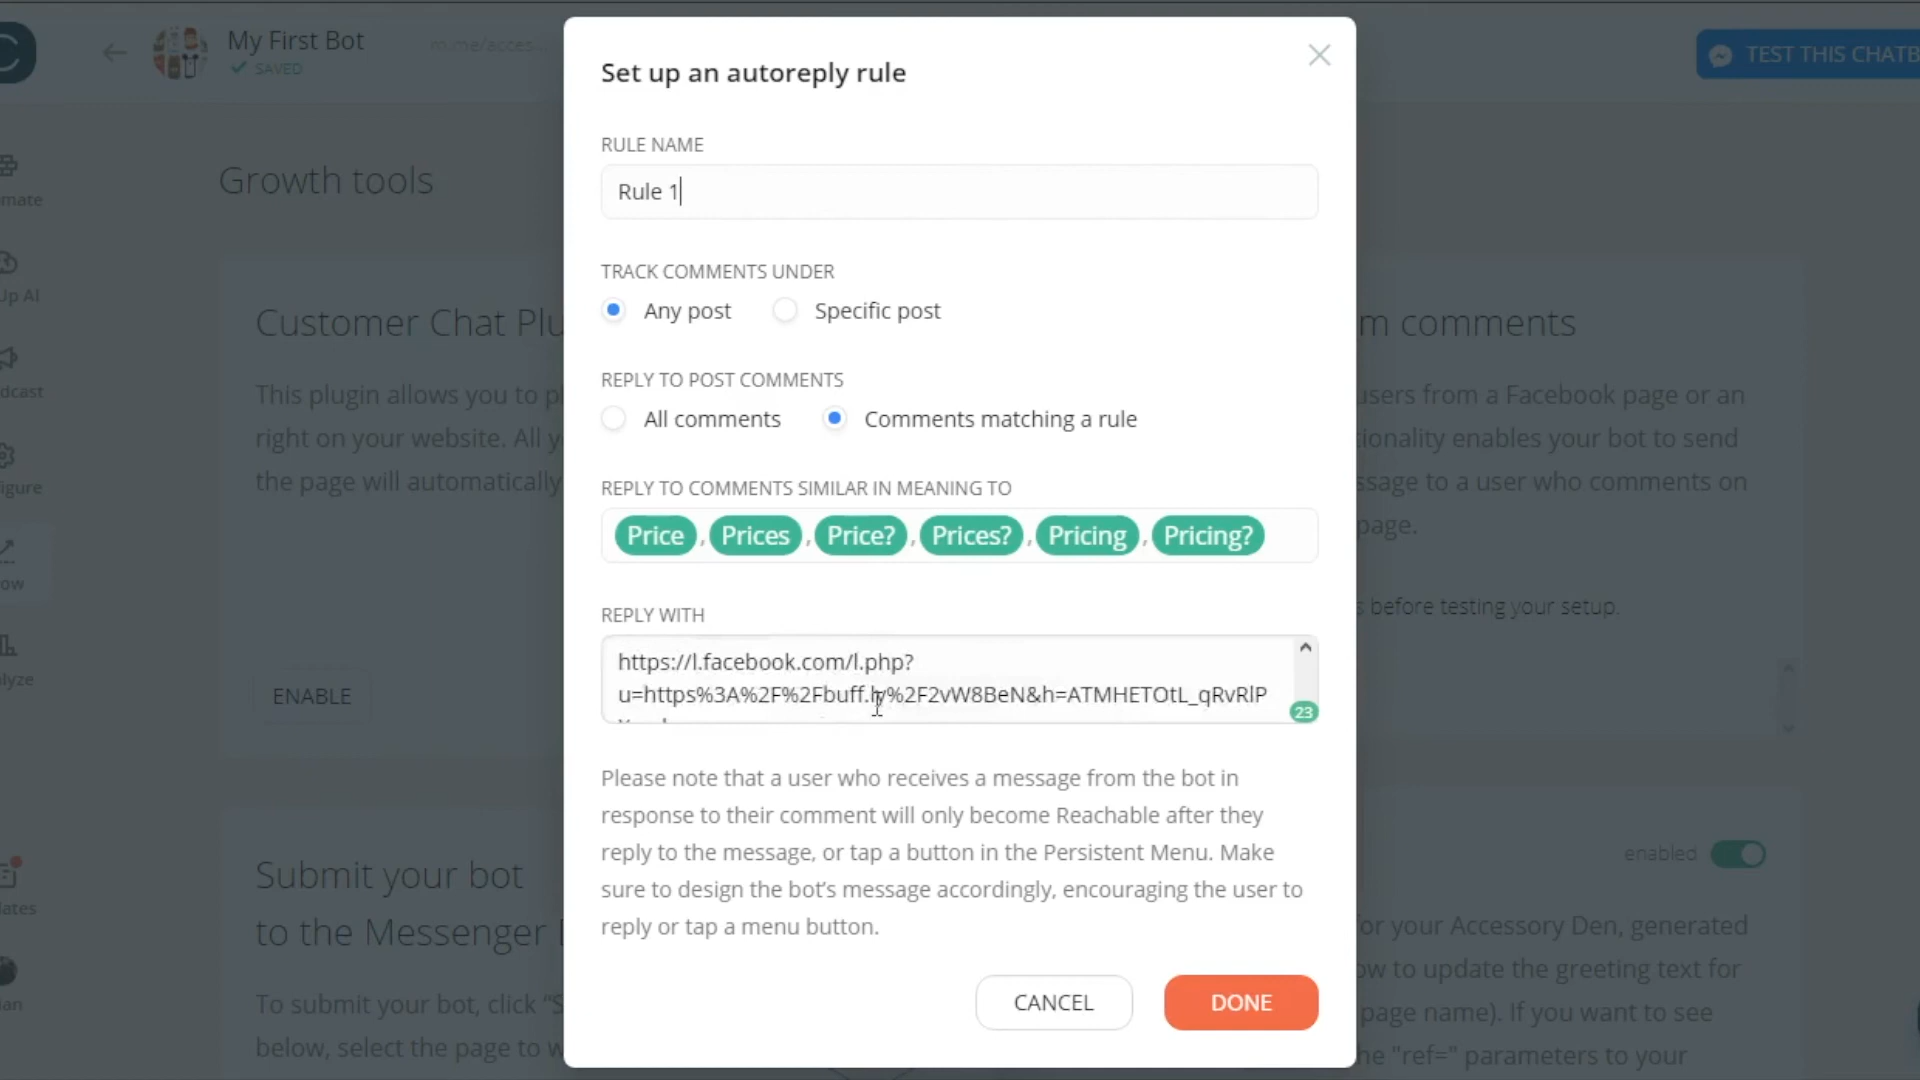 My First Bot
SAVED
m.me/acces...
TEST THIS CHATB
Growth tools
Customer Chat Plu
This plugin allows you to p
right on your website. All y
the page will automatically
ENABLE
Submit your bot
to the Messenger
To submit your bot, click “S
below, select the page to w
mate
Up AI
dcast
igure
ow
lyze
lates
ian
Set up an autoreply rule
RULE NAME
Rule 1
TRACK COMMENTS UNDER
Any post Specific post
REPLY TO POST COMMENTS
All comments Comments matching a rule
REPLY TO COMMENTS SIMILAR IN MEANING TO
Price , Prices , Price? , Prices? , Pricing , Pricing?
REPLY WITH
https://l.facebook.com/l.php?
u=https%3A%2F%2Fbuff.ly%2F2vW8BeN&h=ATMHETOtL_qRvRlP
23
Please note that a user who receives a message from the bot in
response to their comment will only become Reachable after they
reply to the message, or tap a button in the Persistent Menu. Make
sure to design the bot’s message accordingly, encouraging the user to
reply or tap a menu button.
CANCEL DONE
m comments
users from a Facebook page or an
ionality enables your bot to send
ssage to a user who comments on
page.
s before testing your setup.
enabled
or your Accessory Den, generated
ow to update the greeting text for
page name). If you want to see
he "ref=" parameters to your